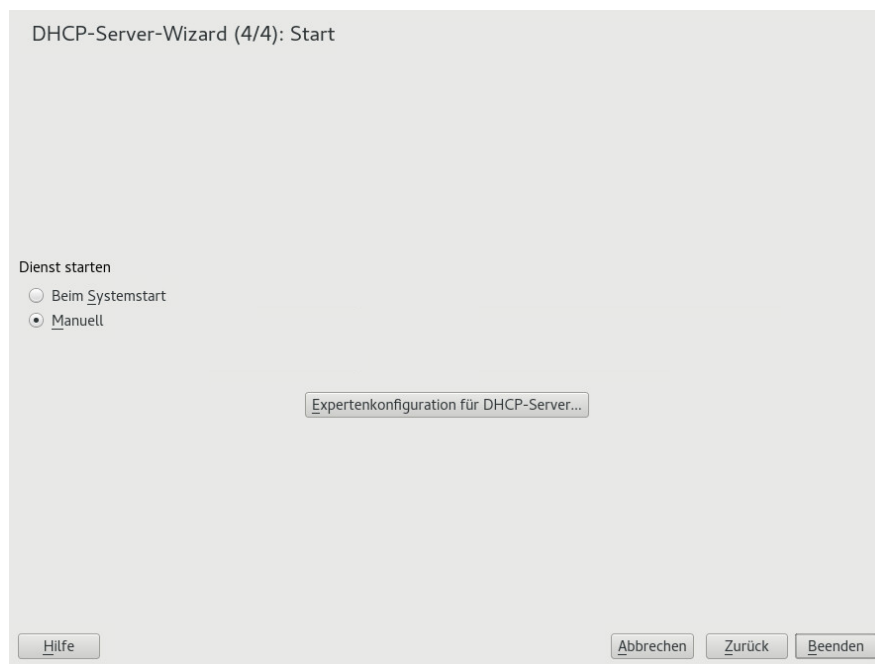 DHCP-Server-Wizard (4/4): Start
Dienst starten
Beim Systemstart
Manuell
Expertenkonfiguration für DHCP-Server...
Hilfe
Abbrechen
Zurück
Beenden